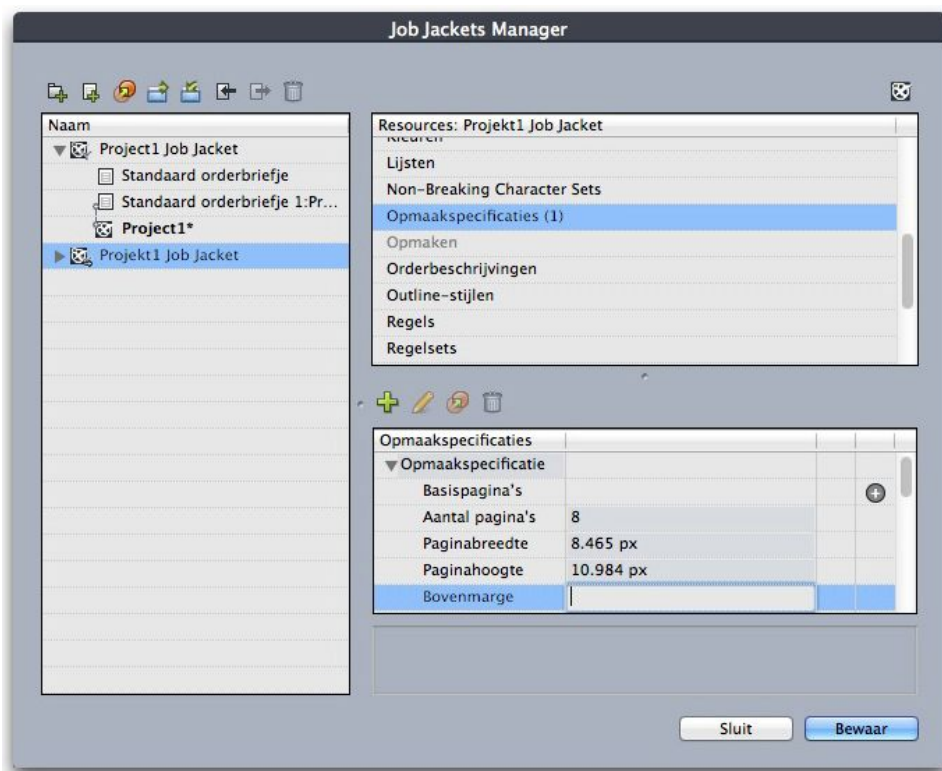 Job Jackets Manager
Naam
Project1 Job Jacket
Standaard orderbriefje
Standaard orderbriefje 1:Pr...
Project1*
Projekt1 Job Jacket
Resources: Projekt1 Job Jacket
Kleuren
Lijsten
Non-Breaking Character Sets
Opmaakspecificaties (1)
Opmaken
Orderbeschrijvingen
Outline-stijlen
Regels
Regelsets
Opmaakspecificaties
Opmaakspecificatie
Basispagina's
Aantal pagina's 8
Paginabreedte 8.465 px
Paginahoogte 10.984 px
Bovenmarge
Sluit
Bewaar